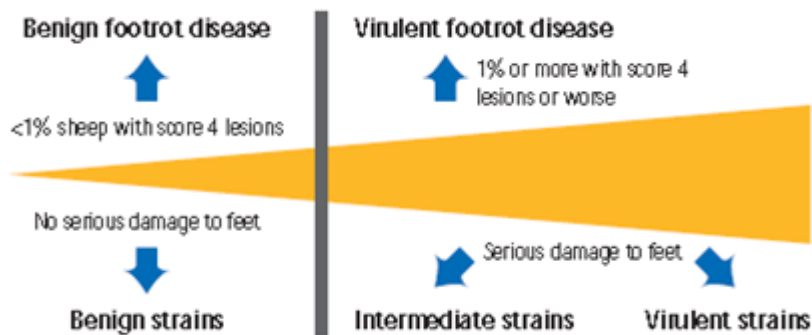 Benign footrot disease
Virulent footrot disease
1% or more with score 4
lesions or worse
<1% sheep with score 4 lesions
No serious damage to feet
Serious damage to feet
Benign strains
Intermediate strains
Virulent strains